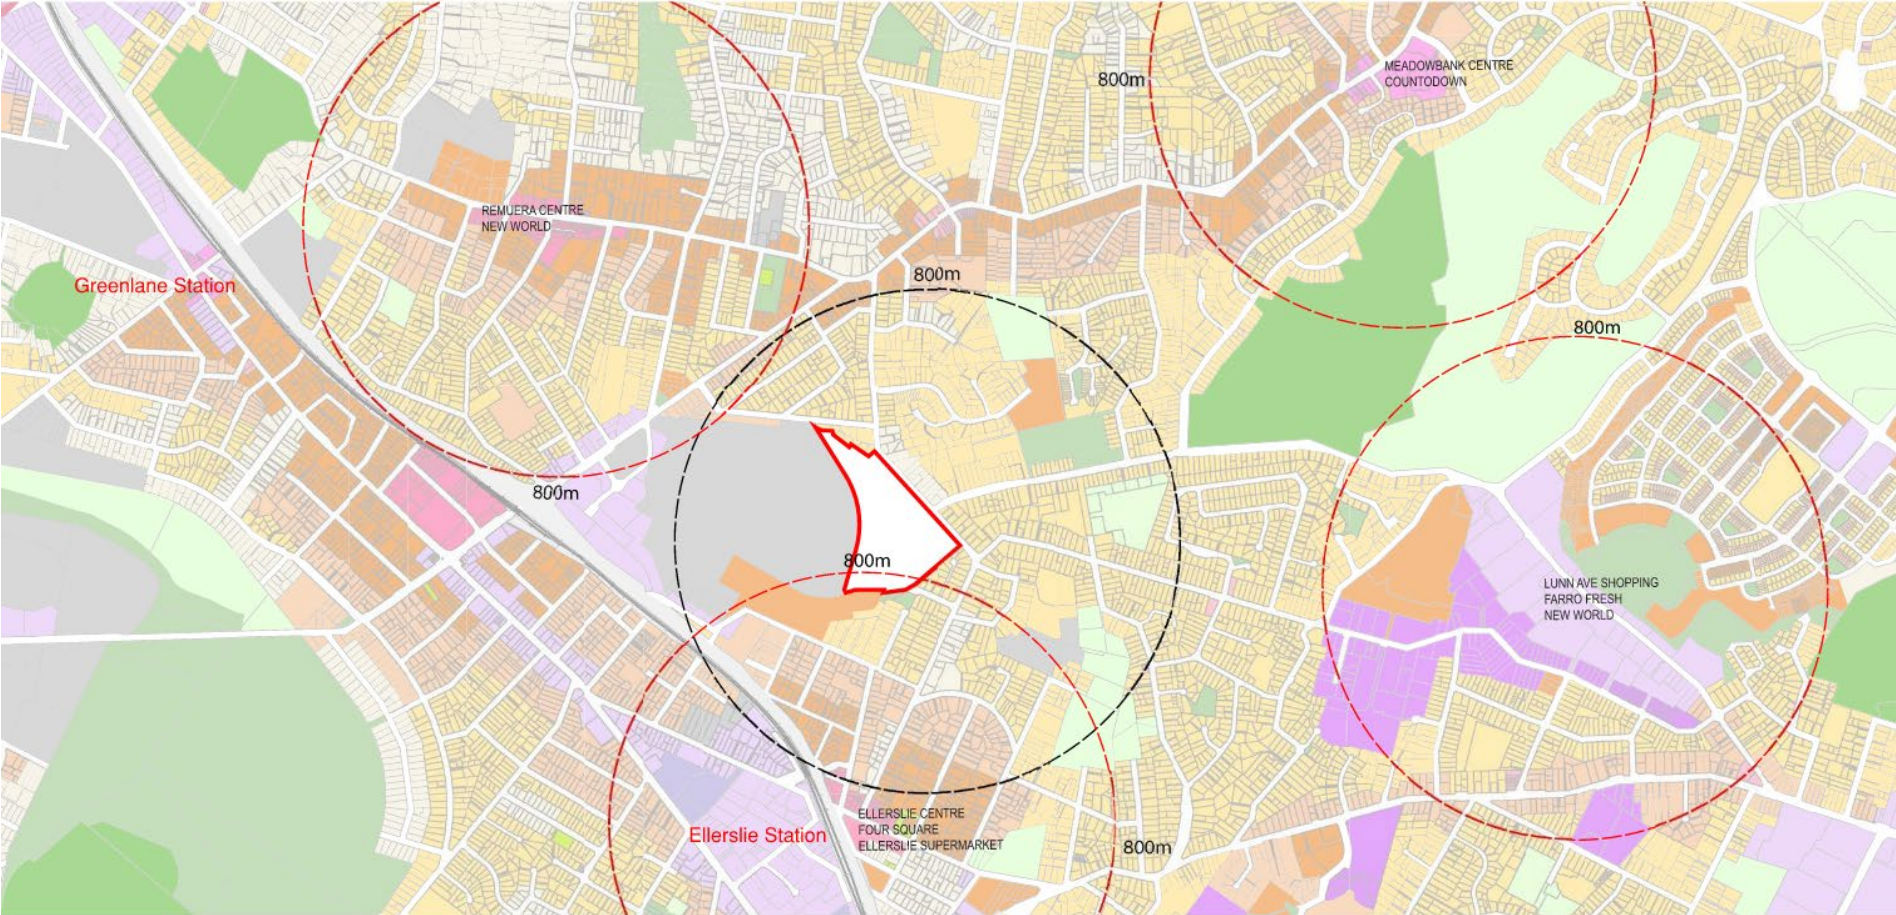 MEADOWBANK CENTRE
COUNTODOWN
800m
REMUERA CENTRE
NEW WORLD
Greenlane Station
800m
800m
800m
800m
LUNN AVE SHOPPING
FARRO FRESH
NEW WORLD
ELLERSLIE CENTRE
FOUR SQUARE
ELLERSLIE SUPERMARKET
Ellerslie Station
800m